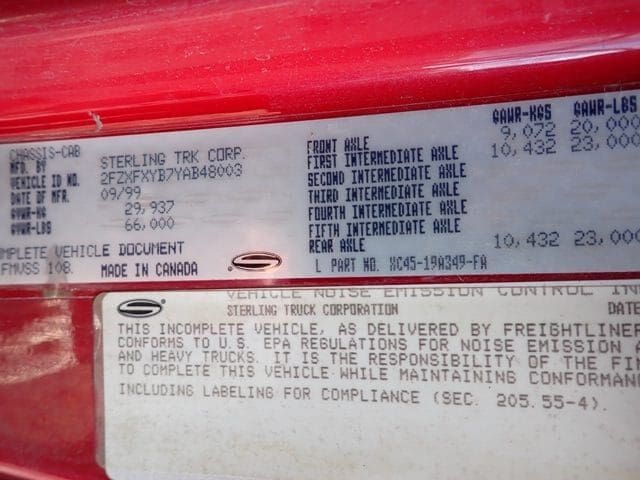 GAWR-KGS GAWR-LBS
CHASSIS-CAB
MFD. BY STERLING TRK CORP.
VEHICLE ID NO. 2FZXFXYB7YAB48003
DATE OF MFR. 09/99
GVWR-KG 29,937
GVWR-LBS 66,000
FRONT AXLE 9,072 20,000
FIRST INTERMEDIATE AXLE 10,432 23,000
SECOND INTERMEDIATE AXLE
THIRD INTERMEDIATE AXLE
FOURTH INTERMEDIATE AXLE
FIFTH INTERMEDIATE AXLE
REAR AXLE 10,432 23,000
OMPLETE VEHICLE DOCUMENT
FMVSS 108. MADE IN CANADA
L PART NO. XC45-19A349-FA
VEHICLE NOISE EMISSION CONTROL IN
STERLING TRUCK CORPORATION DATE
THIS INCOMPLETE VEHICLE, AS DELIVERED BY FREIGHTLINER
CONFORMS TO U.S. EPA REGULATIONS FOR NOISE EMISSION
AND HEAVY TRUCKS. IT IS THE RESPONSIBILITY OF THE FI
TO COMPLETE THIS VEHICLE WHILE MAINTAINING CONFORMAN
INCLUDING LABELING FOR COMPLIANCE (SEC. 205.55-4).